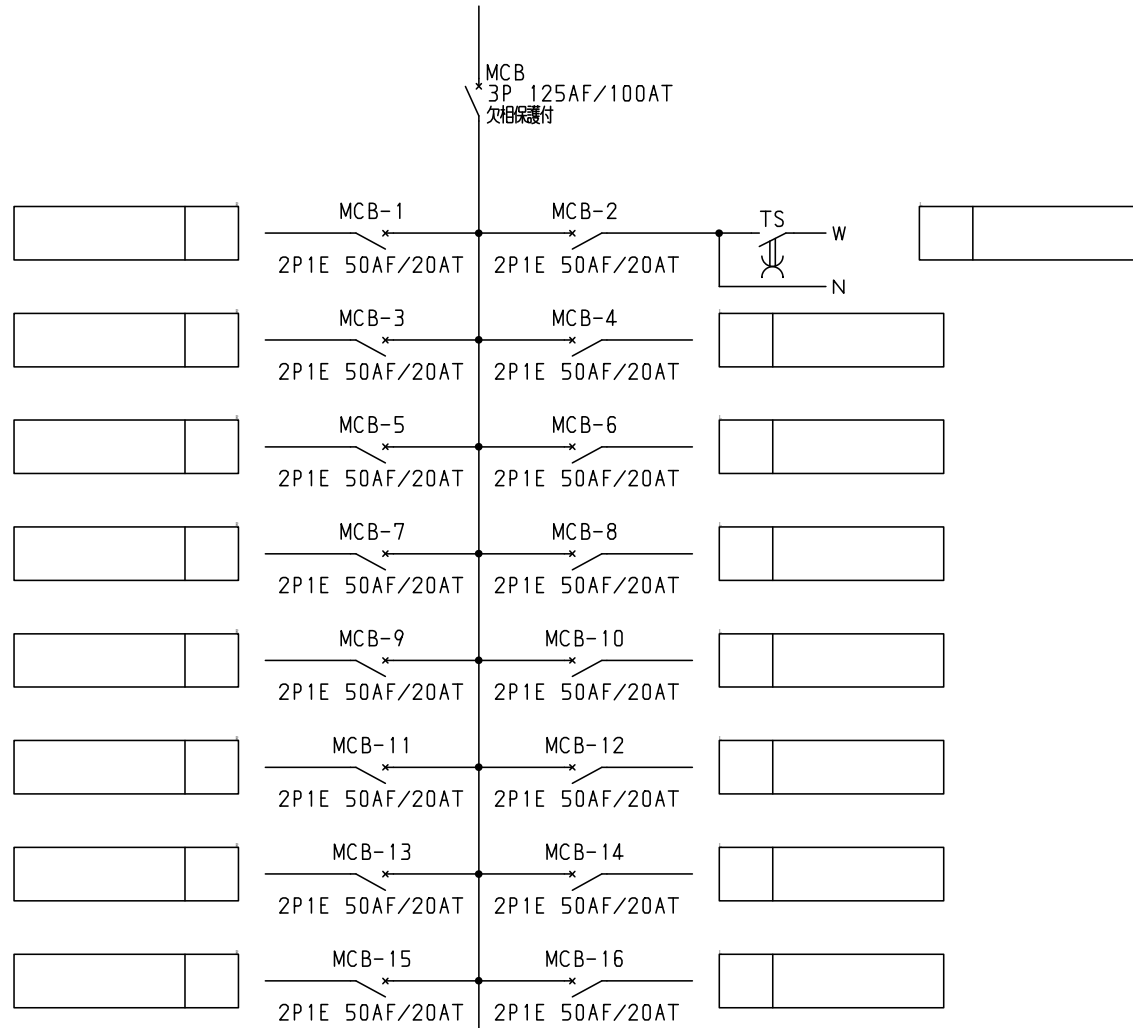 MCB
3P 125AF/100AT
欠相保護付
MCB-1 MCB-2 TS W
2P1E 50AF/20AT 2P1E 50AF/20AT N
MCB-3 MCB-4
2P1E 50AF/20AT 2P1E 50AF/20AT
MCB-5 MCB-6
2P1E 50AF/20AT 2P1E 50AF/20AT
MCB-7 MCB-8
2P1E 50AF/20AT 2P1E 50AF/20AT
MCB-9 MCB-10
2P1E 50AF/20AT 2P1E 50AF/20AT
MCB-11 MCB-12
2P1E 50AF/20AT 2P1E 50AF/20AT
MCB-13 MCB-14
2P1E 50AF/20AT 2P1E 50AF/20AT
MCB-15 MCB-16
2P1E 50AF/20AT 2P1E 50AF/20AT